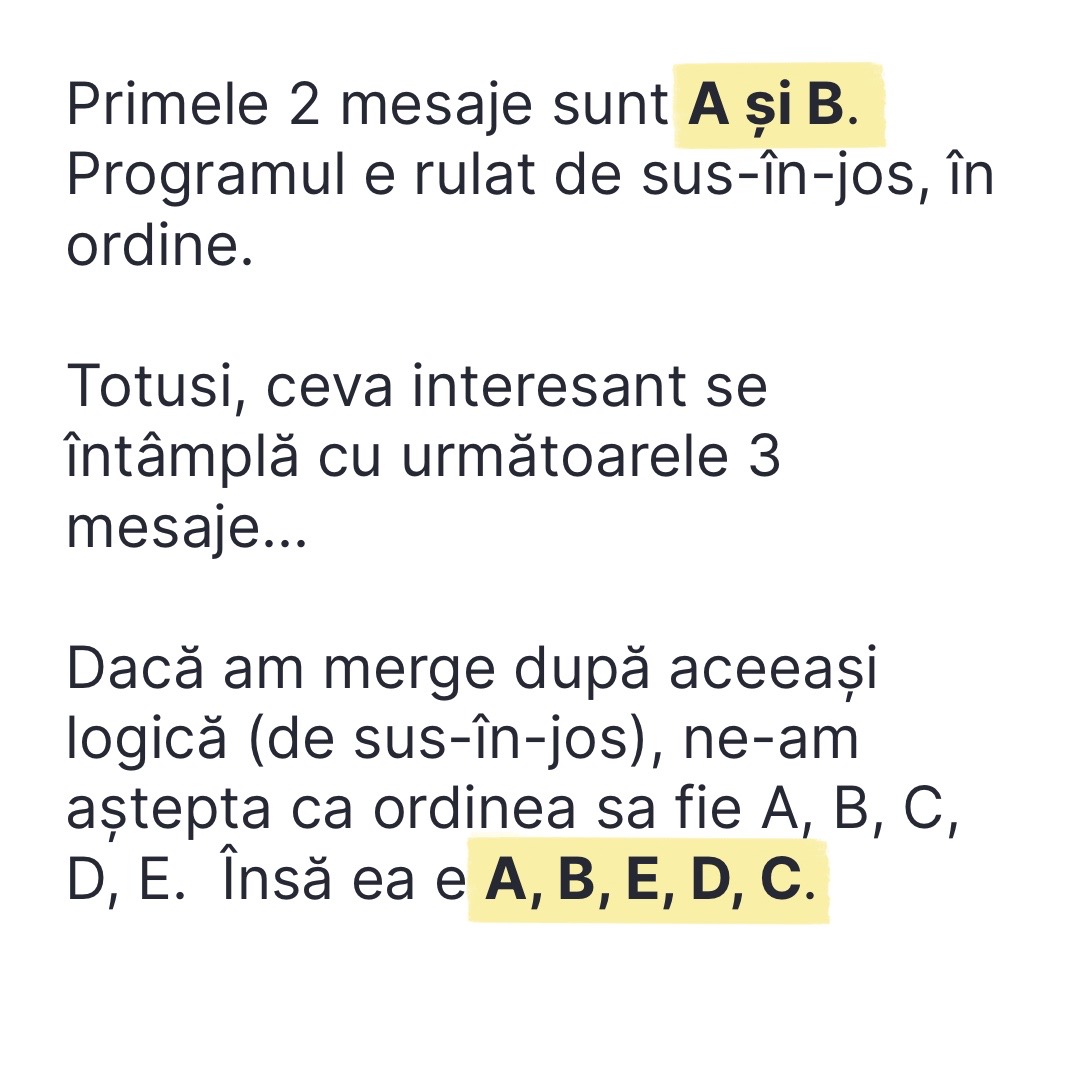 Primele 2 mesaje sunt A și B.
Programul e rulat de sus-în-jos, în
ordine.
Totusi, ceva interesant se
întâmplă cu următoarele 3
mesaje...
Dacă am merge după aceeași
logică (de sus-în-jos), ne-am
aștepta ca ordinea sa fie A, B, C,
D, E.  Însă ea e A, B, E, D, C.